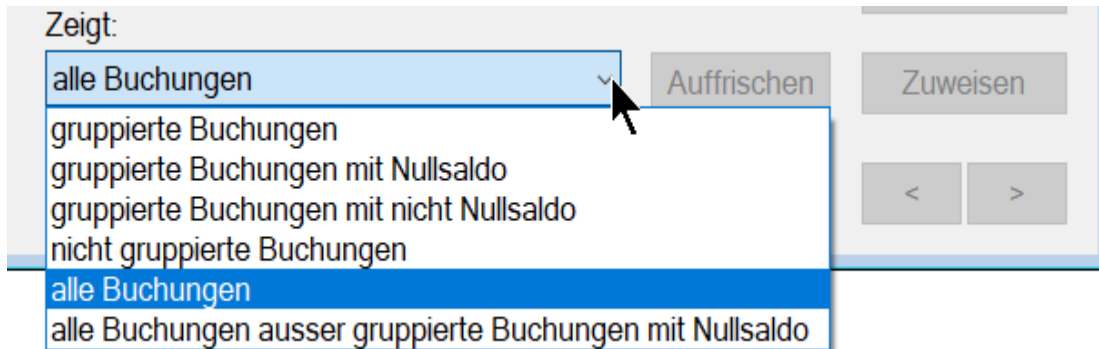 Zeigt:
alle Buchungen
Auffrischen
Zuweisen
gruppierte Buchungen
gruppierte Buchungen mit Nullsaldo
gruppierte Buchungen mit nicht Nullsaldo
< >
nicht gruppierte Buchungen
alle Buchungen
alle Buchungen ausser gruppierte Buchungen mit Nullsaldo